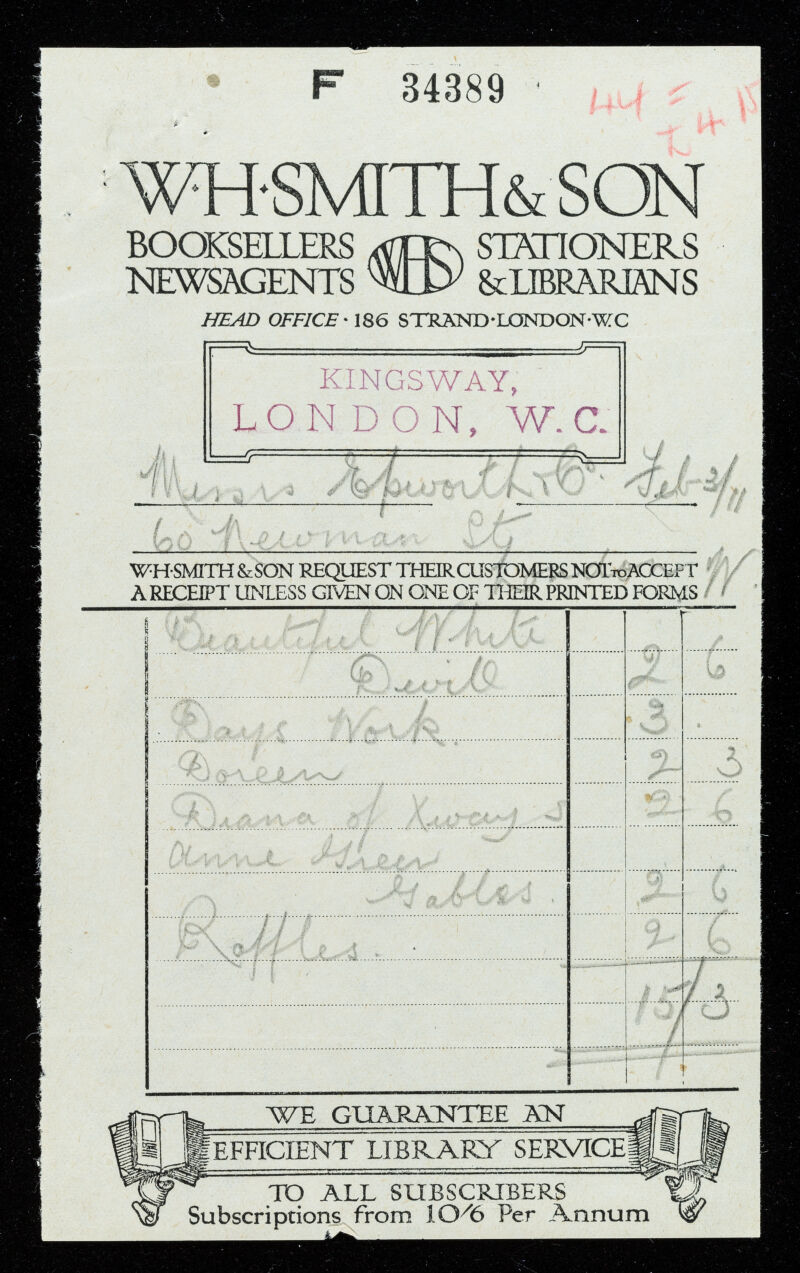 F 34389
44 =
£4.15
W·H·SMITH & SON
BOOKSELLERS WHS STATIONERS
NEWSAGENTS & LIBRARIANS
HEAD OFFICE · 186 STRAND · LONDON · W.C
KINGSWAY,
LONDON, W.C.
Messrs Epworth & Co. Feb 3/11
60 Newman St
London W.
W·H·SMITH & SON REQUEST THEIR CUSTOMERS NOT TO ACCEPT
A RECEIPT UNLESS GIVEN ON ONE OF THEIR PRINTED FORMS
Beautiful White
Devil 2 6
Days Work. 3 .
Doreen 2 3
Diana of Xways 2 6
Anne Green
Gables. 2 6
Raffles. 2 6
15/3
WE GUARANTEE AN
EFFICIENT LIBRARY SERVICE
TO ALL SUBSCRIBERS
Subscriptions from 10/6 Per Annum